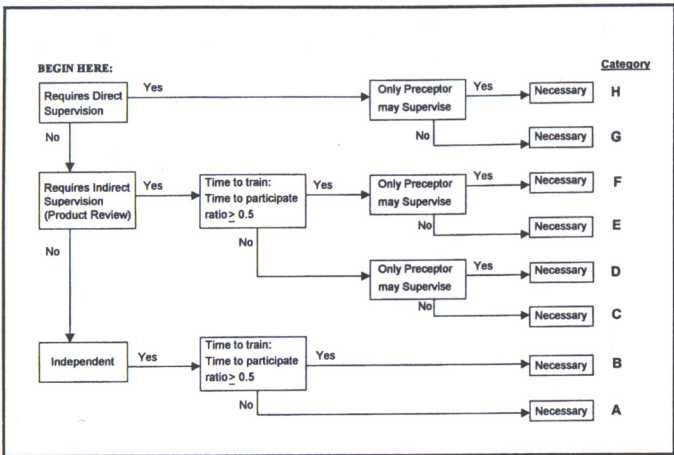 Category
BEGIN HERE:
Requires Direct
Supervision
Yes
Only Preceptor
may Supervise
Yes
Necessary
H
No
No
Necessary
G
Requires Indirect
Supervision
(Product Review)
Yes
Time to train:
Time to participate
ratio ≥ 0.5
Yes
Only Preceptor
may Supervise
Yes
Necessary
F
No
Necessary
E
No
No
Only Preceptor
may Supervise
Yes
Necessary
D
No
Necessary
C
Independent
Yes
Time to train:
Time to participate
ratio ≥ 0.5
Yes
Necessary
B
No
Necessary
A